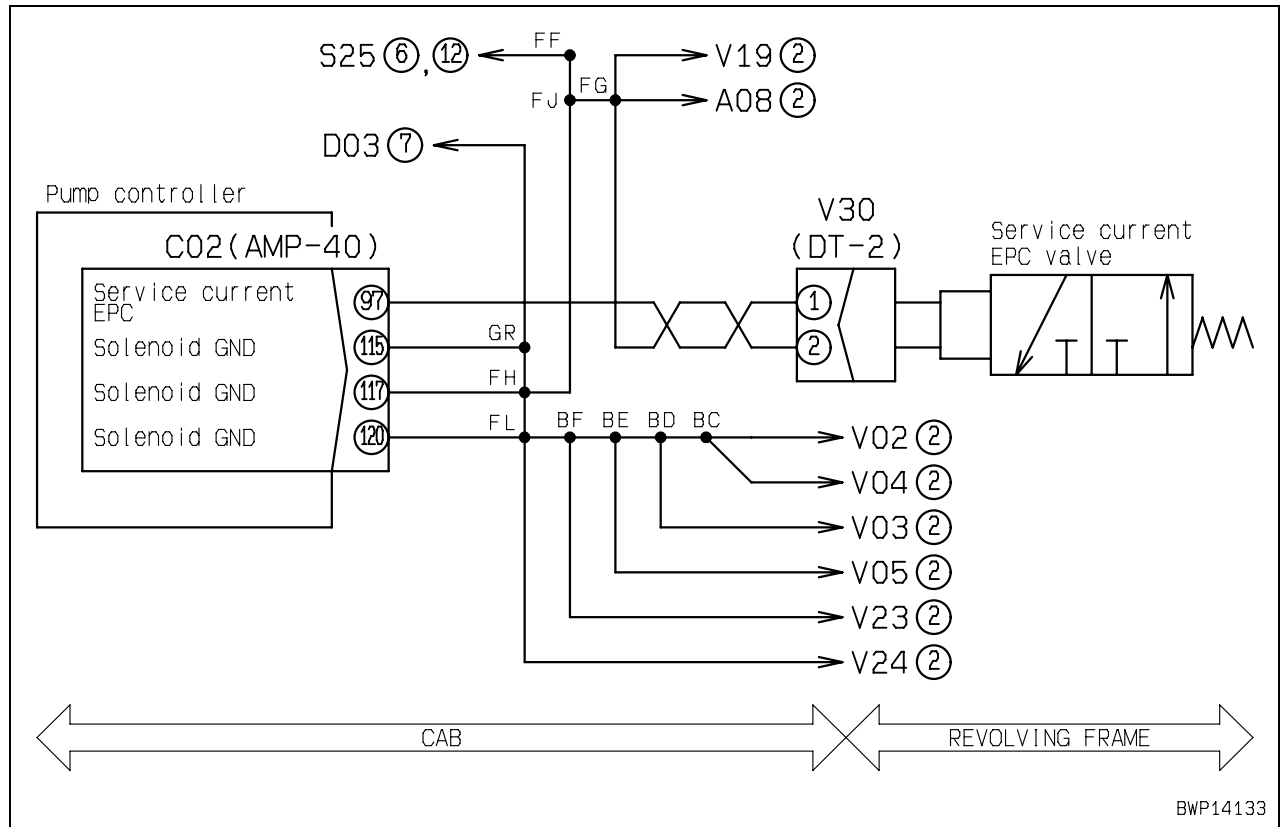 FF
S25 ⑥,⑫
V19 ②
FG
FJ
A08 ②
D03 ⑦
Pump controller
C02(AMP-40)
V30
(DT-2)
Service current
EPC valve
Service current
EPC
97
1
Solenoid GND
115
GR
2
Solenoid GND
117
FH
Solenoid GND
120
FL BF BE BD BC
V02 ②
V04 ②
V03 ②
V05 ②
V23 ②
V24 ②
CAB
REVOLVING FRAME
BWP14133